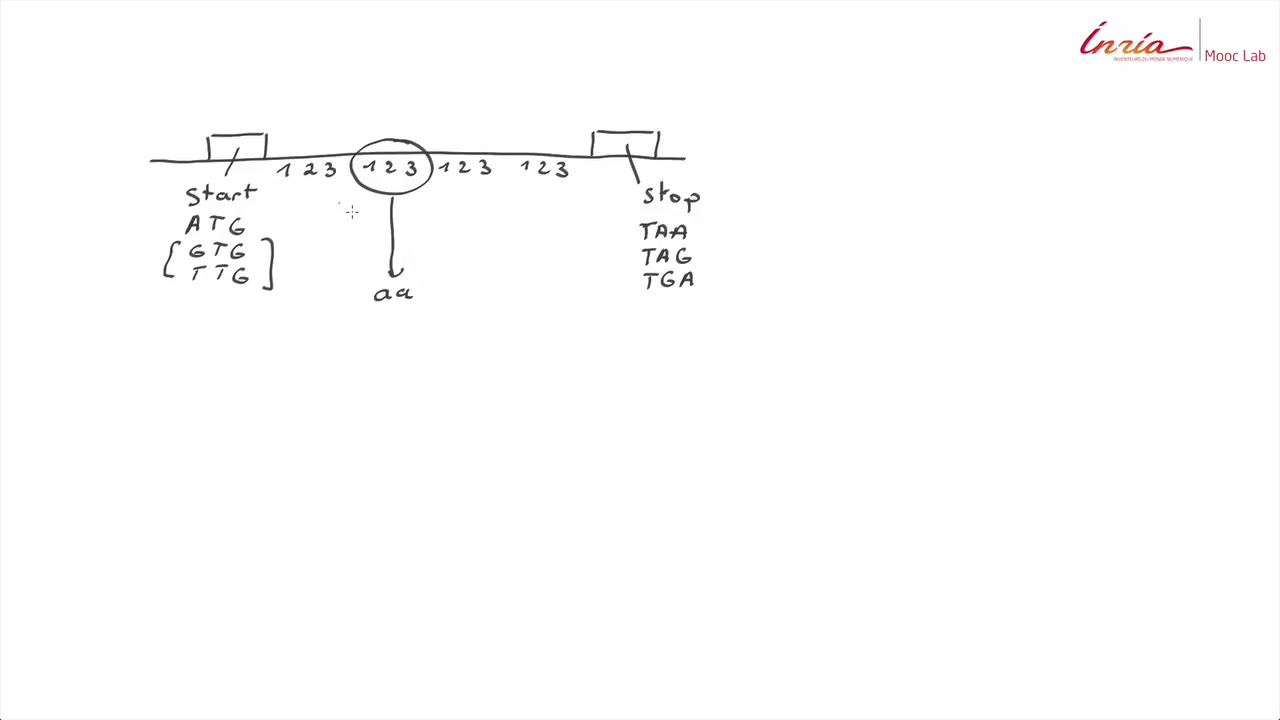 Inria
INVENTEURS DU MONDE NUMÉRIQUE
Mooc Lab
1 2 3 1 2 3 1 2 3 1 2 3
Start
ATG
[GTG
TTG]
aa
stop
TAA
TAG
TGA